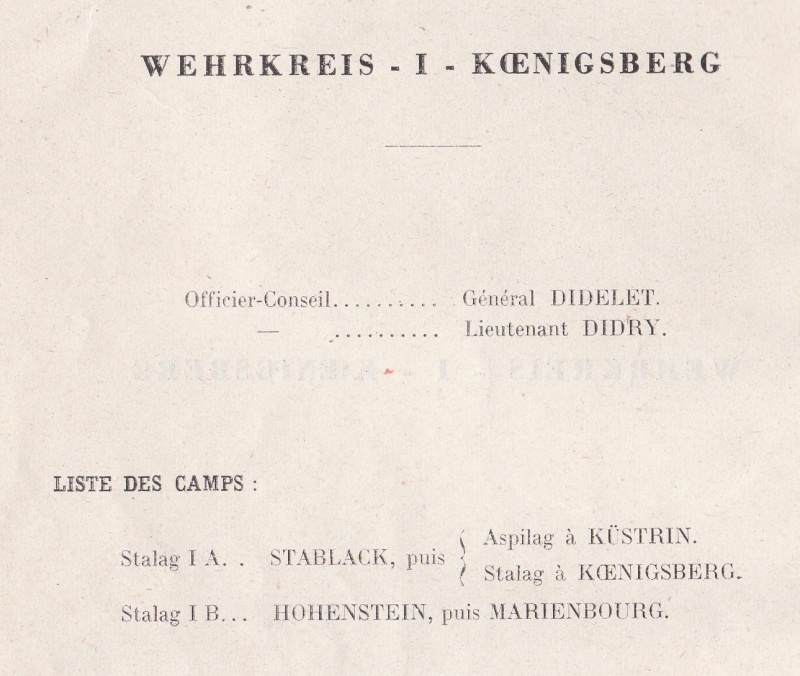 WEHRKREIS - I - KŒNIGSBERG
Officier-Conseil.......... Général DIDELET.
— .......... Lieutenant DIDRY.
LISTE DES CAMPS :
Stalag I A. . STABLACK, puis { Aspilag à KÜSTRIN.
Stalag à KŒNIGSBERG.
Stalag I B... HOHENSTEIN, puis MARIENBOURG.